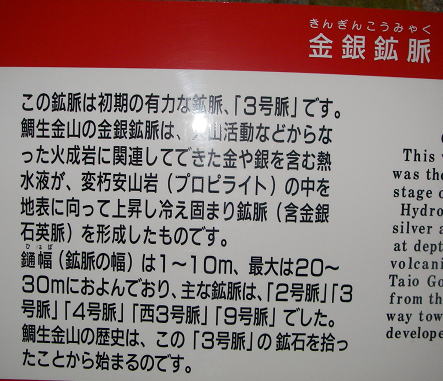 きんぎんこうみゃく
金銀鉱脈
この鉱脈は初期の有力な鉱脈、「3号脈」です。
鯛生金山の金銀鉱脈は、火山活動などからな
った火成岩に関連してできた金や銀を含む熱
水液が、変朽安山岩（プロピライト）の中を
地表に向って上昇し冷え固まり鉱脈（含金銀
石英脈）を形成したものです。
ひ はば
鑓幅（鉱脈の幅）は1～10m、最大は20～
30mにおよんでおり、主な鉱脈は、「2号脈」「3
号脈」「4号脈」「西3号脈」「9号脈」でした。
鯛生金山の歴史は、この「3号脈」の鉱石を拾っ
たことから始まるのです。
This
was the
stage o
Hydro
silver a
at dept
volcani
Taio Go
from th
way tow
develope